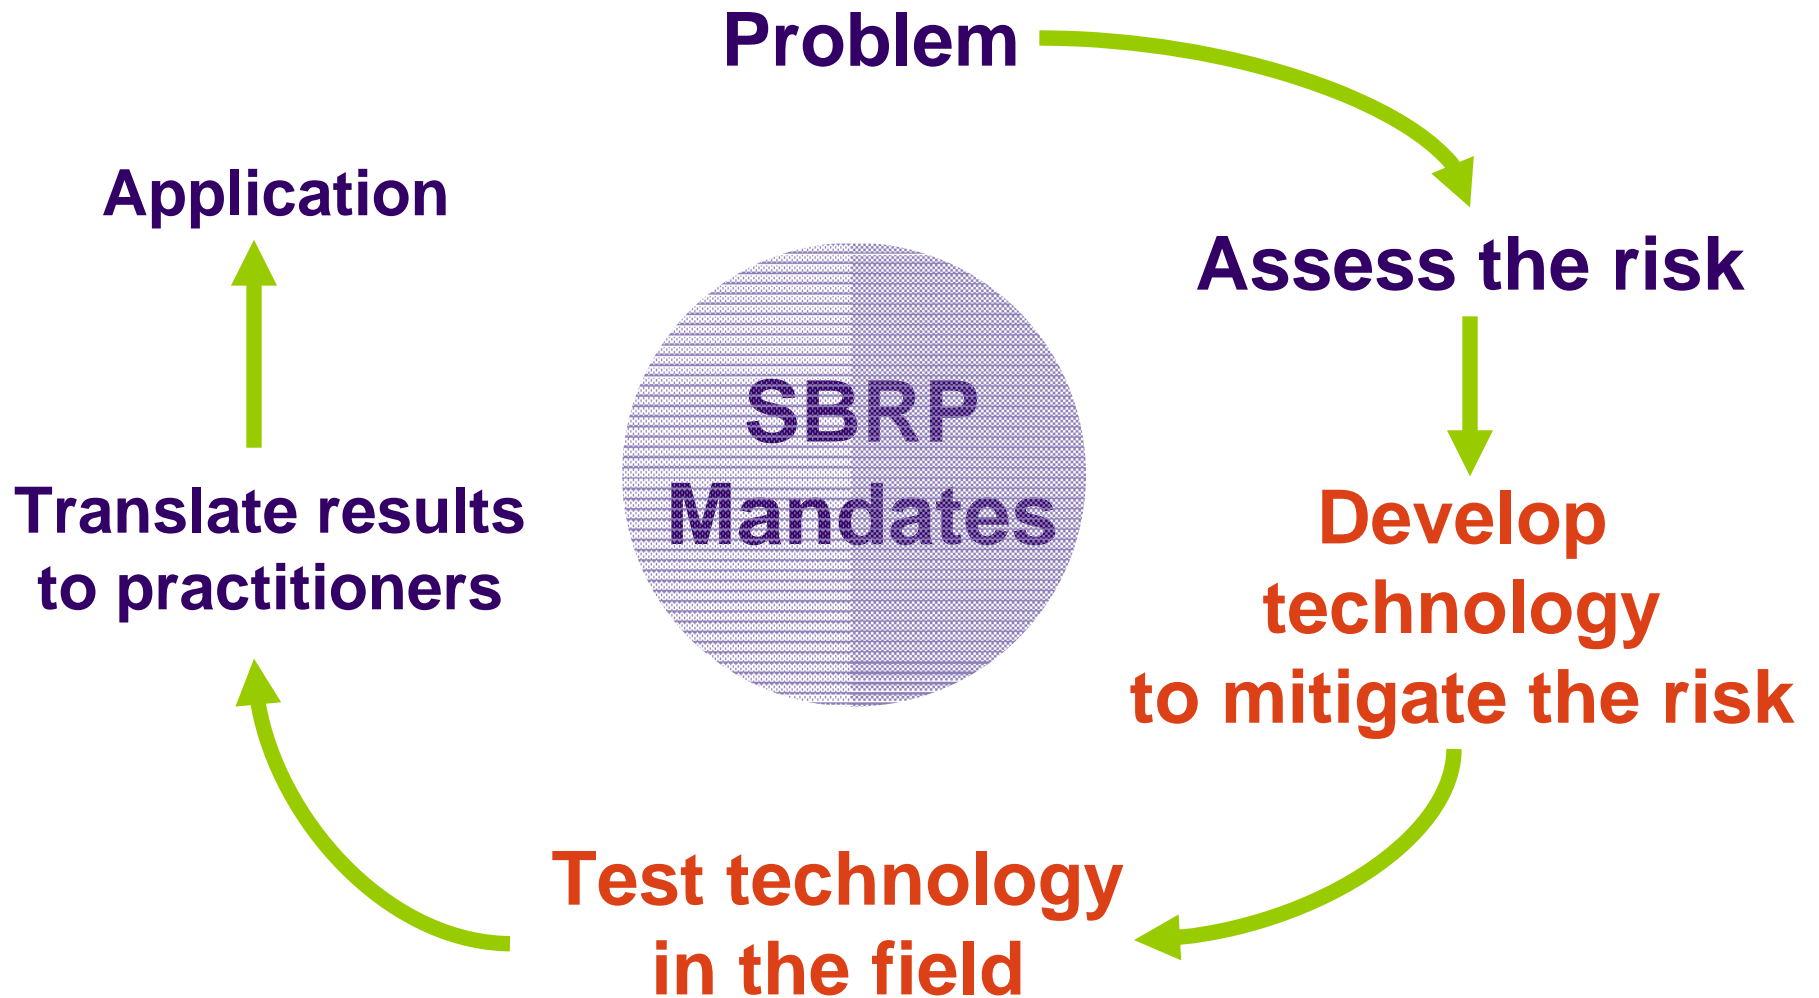 Problem
Assess the risk
Develop
technology
to mitigate the risk
Test technology
in the field
Translate results
to practitioners
Application
SBRP
Mandates